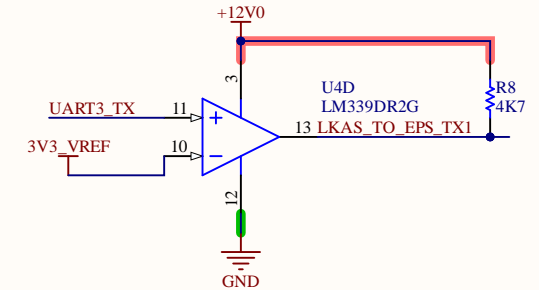 +12V0
3
U4D
LM339DR2G
R8
4K7
UART3_TX
11
+
13
LKAS_TO_EPS_TX1
3V3_VREF
10
−
12
GND